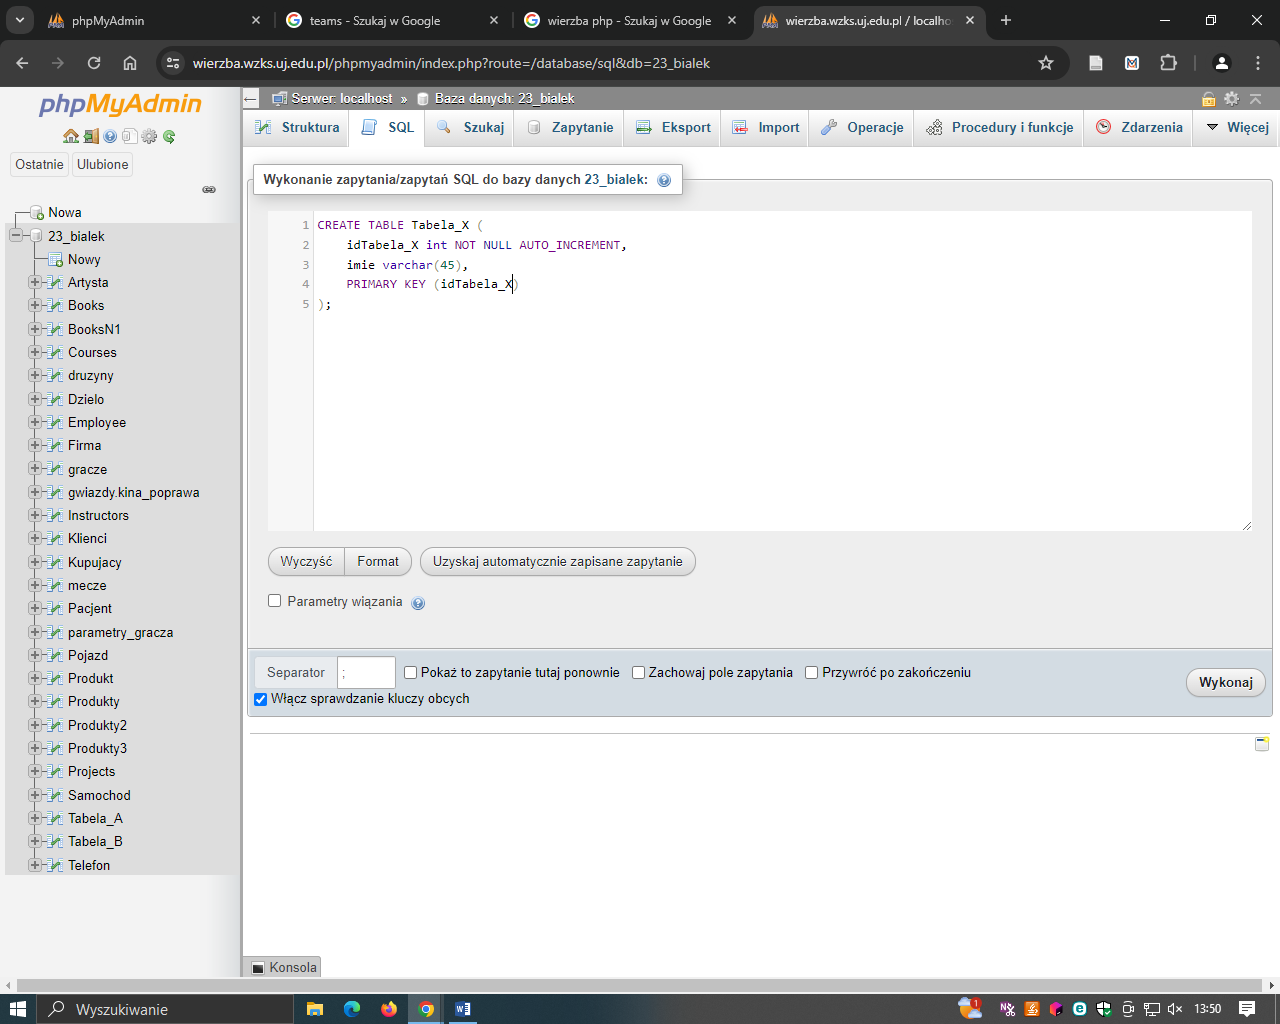 phpMyAdmin
teams - Szukaj w Google
wierzba php - Szukaj w Google
wierzba.wzks.uj.edu.pl / localhos
wierzba.wzks.uj.edu.pl/phpmyadmin/index.php?route=/database/sql&db=23_bialek
phpMyAdmin
Ostatnie
Ulubione
Nowa
23_bialek
Nowy
Artysta
Books
BooksN1
Courses
druzyny
Dzielo
Employee
Firma
gracze
gwiazdy.kina_poprawa
Instructors
Klienci
Kupujacy
mecze
Pacjent
parametry_gracza
Pojazd
Produkt
Produkty
Produkty2
Produkty3
Projects
Samochod
Tabela_A
Tabela_B
Telefon
Serwer: localhost » Baza danych: 23_bialek
Struktura
SQL
Szukaj
Zapytanie
Eksport
Import
Operacje
Procedury i funkcje
Zdarzenia
Więcej
Wykonanie zapytania/zapytań SQL do bazy danych 23_bialek:
1 CREATE TABLE Tabela_X (
2 idTabela_X int NOT NULL AUTO_INCREMENT,
3 imie varchar(45),
4 PRIMARY KEY (idTabela_X)
5 );
Wyczyść
Format
Uzyskaj automatycznie zapisane zapytanie
Parametry wiązania
Separator ;
Pokaż to zapytanie tutaj ponownie
Zachowaj pole zapytania
Przywróć po zakończeniu
Włącz sprawdzanie kluczy obcych
Wykonaj
Konsola
Wyszukiwanie
1
13:50